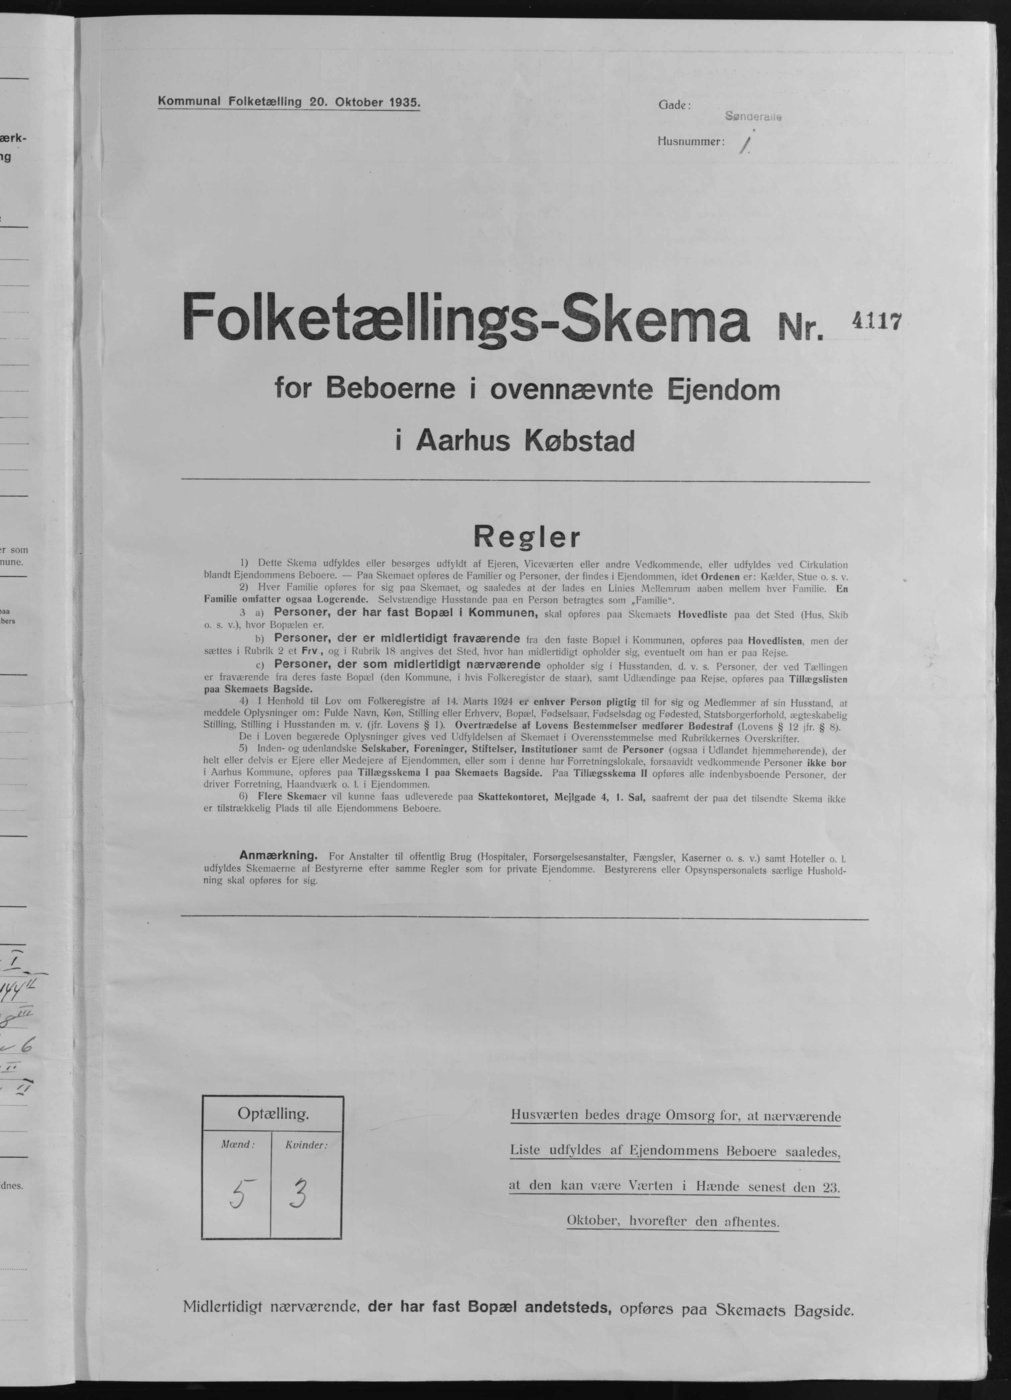 Kommunal Folketælling 20. Oktober 1935.
Gade:
Sønderalle
Husnummer: 1.
Folketællings-Skema Nr. 4117
for Beboerne i ovennævnte Ejendom
i Aarhus Købstad
Regler
1) Dette Skema udfyldes eller besørges udfyldt af Ejeren, Viceværten eller andre Vedkommende, eller udfyldes ved Cirkulation
blandt Ejendommens Beboere. — Paa Skemaet opføres de Familier og Personer, der findes i Ejendommen, idet Ordenen er: Kælder, Stue o. s. v.
2) Hver Familie opføres for sig paa Skemaet, og saaledes at der lades en Linies Mellemrum aaben mellem hver Familie. En
Familie omfatter ogsaa Logerende. Selvstændige Husstande paa en Person betragtes som „Familie“.
3 a) Personer, der har fast Bopæl i Kommunen, skal opføres paa Skemaets Hovedliste paa det Sted (Hus, Skib
o. s. v.), hvor Bopælen er.
b) Personer, der er midlertidigt fraværende fra den faste Bopæl i Kommunen, opføres paa Hovedlisten, men der
sættes i Rubrik 2 et Frv., og i Rubrik 18 angives det Sted, hvor han midlertidigt opholder sig, eventuelt om han er paa Rejse.
c) Personer, der som midlertidigt nærværende opholder sig i Husstanden, d. v. s. Personer, der ved Tællingen
er fraværende fra deres faste Bopæl (den Kommune, i hvis Folkeregister de staar), samt Udlændinge paa Rejse, opføres paa Tillægslisten
paa Skemaets Bagside.
4) I Henhold til Lov om Folkeregistre af 14. Marts 1924 er enhver Person pligtig til for sig og Medlemmer af sin Husstand, at
meddele Oplysninger om: Fulde Navn, Køn, Stilling eller Erhverv, Bopæl, Fødselsaar, Fødselsdag og Fødested, Statsborgerforhold, ægteskabelig
Stilling, Stilling i Husstanden m. v. (jfr. Lovens § 1). Overtrædelse af Lovens Bestemmelser medfører Bødestraf (Lovens § 12 jfr. § 8).
De i Loven begærede Oplysninger gives ved Udfyldelsen af Skemaet i Overensstemmelse med Rubrikkernes Overskrifter.
5) Inden- og udenlandske Selskaber, Foreninger, Stiftelser, Institutioner samt de Personer (ogsaa i Udlandet hjemmehørende), der
helt eller delvis er Ejere eller Medejere af Ejendommen, eller som i denne har Forretningslokale, forsaavidt vedkommende Personer ikke bor
i Aarhus Kommune, opføres paa Tillægsskema I paa Skemaets Bagside. Paa Tillægsskema II opføres alle indenbysboende Personer, der
driver Forretning, Haandværk o. l. i Ejendommen.
6) Flere Skemaer vil kunne faas udleverede paa Skattekontoret, Mejlgade 4, 1. Sal, saafremt der paa det tilsendte Skema ikke
er tilstrækkelig Plads til alle Ejendommens Beboere.
Anmærkning. For Anstalter til offentlig Brug (Hospitaler, Forsørgelsesanstalter, Fængsler, Kaserner o. s. v.) samt Hoteller o. l.
udfyldes Skemaerne af Bestyrerne efter samme Regler som for private Ejendomme. Bestyrerens eller Opsynspersonalets særlige Hushold-
ning skal opføres for sig.
Optælling.
Mænd: Kvinder:
5 3
Husværten bedes drage Omsorg for, at nærværende
Liste udfyldes af Ejendommens Beboere saaledes,
at den kan være Værten i Hænde senest den 23.
Oktober, hvorefter den afhentes.
Midlertidigt nærværende, der har fast Bopæl andetsteds, opføres paa Skemaets Bagside.